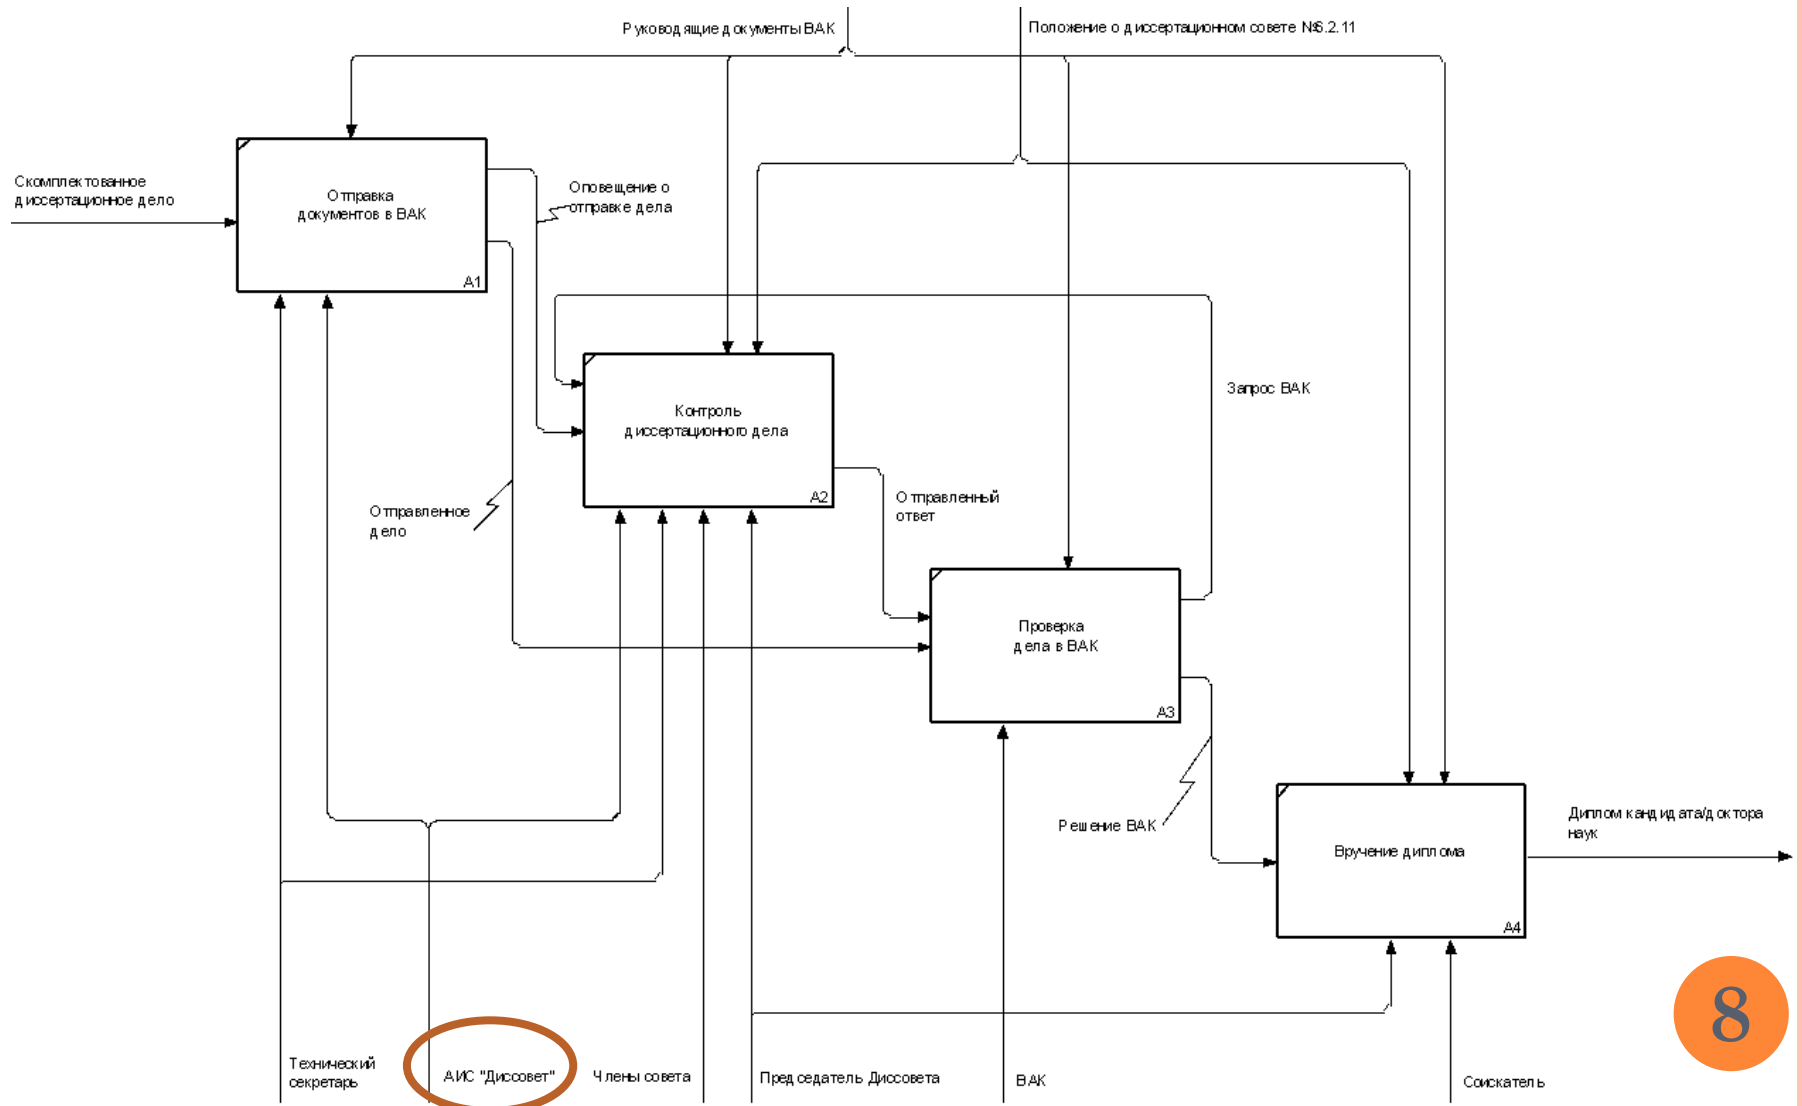 Руководящие документы ВАК
Положение о диссертационном совете №6.2.11
Скомплектованное
диссертационное дело
Отправка
документов в ВАК
A1
Оповещение о
отправке дела
Запрос ВАК
Контроль
диссертационного дела
A2
Отправленное
дело
Отправленный
ответ
Проверка
дела в ВАК
A3
Решение ВАК
Диплом кандидата/доктора
наук
Вручение диплома
A4
8
Технический
секретарь
АИС "Диссовет"
Члены совета
Председатель Диссовета
ВАК
Соискатель